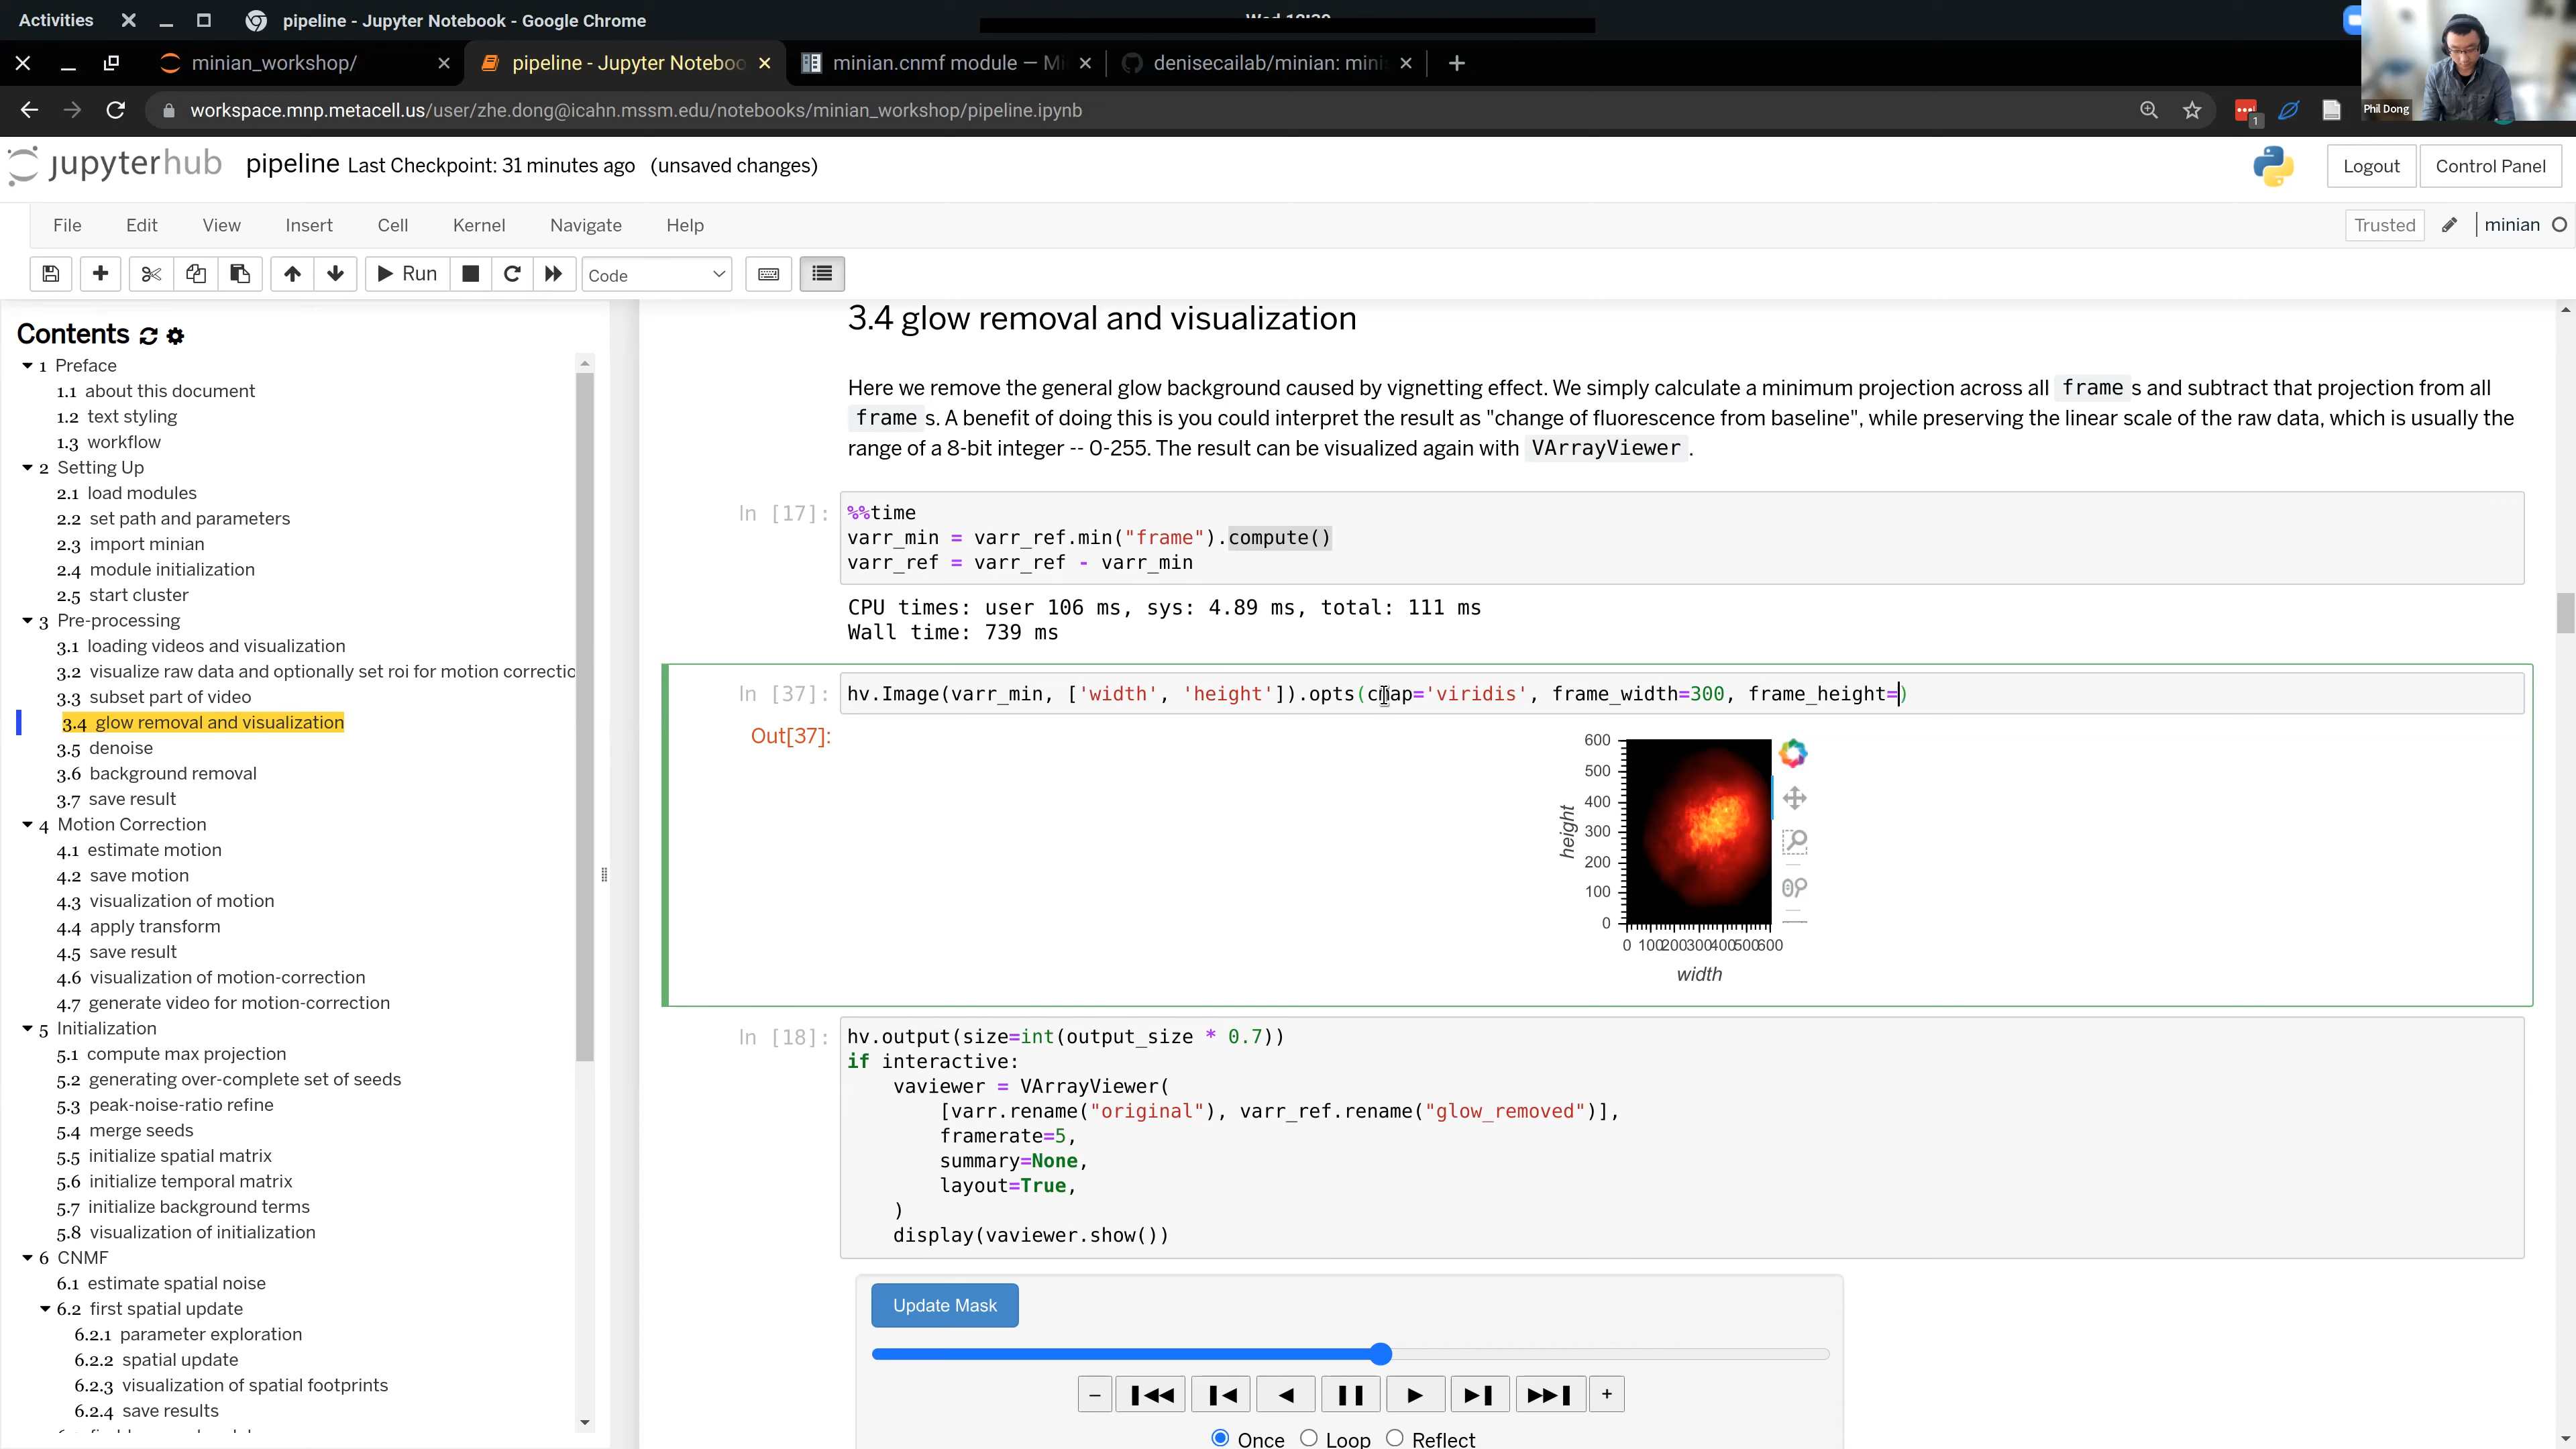 Activities
pipeline - Jupyter Notebook - Google Chrome
minian_workshop/
pipeline - Jupyter Noteboo
minian.cnmf module — Mi
denisecailab/minian: mini
workspace.mnp.metacell.us/user/zhe.dong@icahn.mssm.edu/notebooks/minian_workshop/pipeline.ipynb
1
Phil Dong
jupyterhub
pipeline Last Checkpoint: 31 minutes ago (unsaved changes)
Logout
Control Panel
File Edit View Insert Cell Kernel Navigate Help
Trusted
minian
Run
Code
Contents
1 Preface
1.1 about this document
1.2 text styling
1.3 workflow
2 Setting Up
2.1 load modules
2.2 set path and parameters
2.3 import minian
2.4 module initialization
2.5 start cluster
3 Pre-processing
3.1 loading videos and visualization
3.2 visualize raw data and optionally set roi for motion correctio
3.3 subset part of video
3.4 glow removal and visualization
3.5 denoise
3.6 background removal
3.7 save result
4 Motion Correction
4.1 estimate motion
4.2 save motion
4.3 visualization of motion
4.4 apply transform
4.5 save result
4.6 visualization of motion-correction
4.7 generate video for motion-correction
5 Initialization
5.1 compute max projection
5.2 generating over-complete set of seeds
5.3 peak-noise-ratio refine
5.4 merge seeds
5.5 initialize spatial matrix
5.6 initialize temporal matrix
5.7 initialize background terms
5.8 visualization of initialization
6 CNMF
6.1 estimate spatial noise
6.2 first spatial update
6.2.1 parameter exploration
6.2.2 spatial update
6.2.3 visualization of spatial footprints
6.2.4 save results
3.4 glow removal and visualization
Here we remove the general glow background caused by vignetting effect. We simply calculate a minimum projection across all frame s and subtract that projection from all
frame s. A benefit of doing this is you could interpret the result as "change of fluorescence from baseline", while preserving the linear scale of the raw data, which is usually the
range of a 8-bit integer -- 0-255. The result can be visualized again with VArrayViewer .
In [17]:
%%time
varr_min = varr_ref.min("frame").compute()
varr_ref = varr_ref - varr_min
CPU times: user 106 ms, sys: 4.89 ms, total: 111 ms
Wall time: 739 ms
In [37]:
hv.Image(varr_min, ['width', 'height']).opts(cmap='viridis', frame_width=300, frame_height=)
Out[37]:
600
500
400
300
200
100
0
height
0 100 200 300 400 500 600
width
In [18]:
hv.output(size=int(output_size * 0.7))
if interactive:
vaviewer = VArrayViewer(
[varr.rename("original"), varr_ref.rename("glow_removed")],
framerate=5,
summary=None,
layout=True,
)
display(vaviewer.show())
Update Mask
Once Loop Reflect